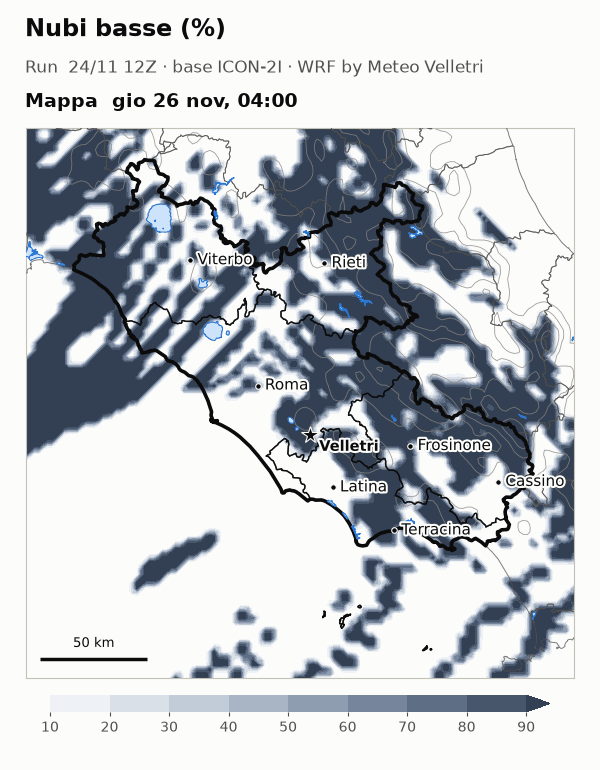 Nubi basse (%)
Run  24/11 12Z · base ICON-2I · WRF by Meteo Velletri
Mappa  gio 26 nov, 04:00
Viterbo
Rieti
Roma
Velletri
Frosinone
Cassino
Latina
Terracina
50 km
10 20 30 40 50 60 70 80 90